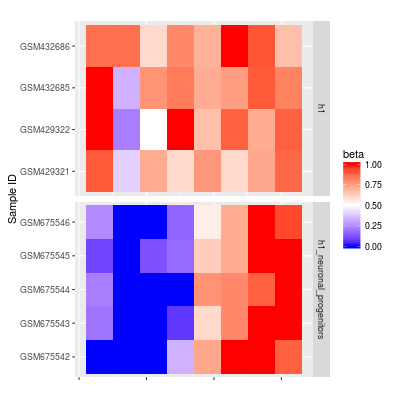 GSM432686
GSM432685
GSM429322
GSM429321
h1
GSM675546
GSM675545
GSM675544
GSM675543
GSM675542
h1_neuronal_progenitors
Sample ID
beta
1.00
0.75
0.50
0.25
0.00